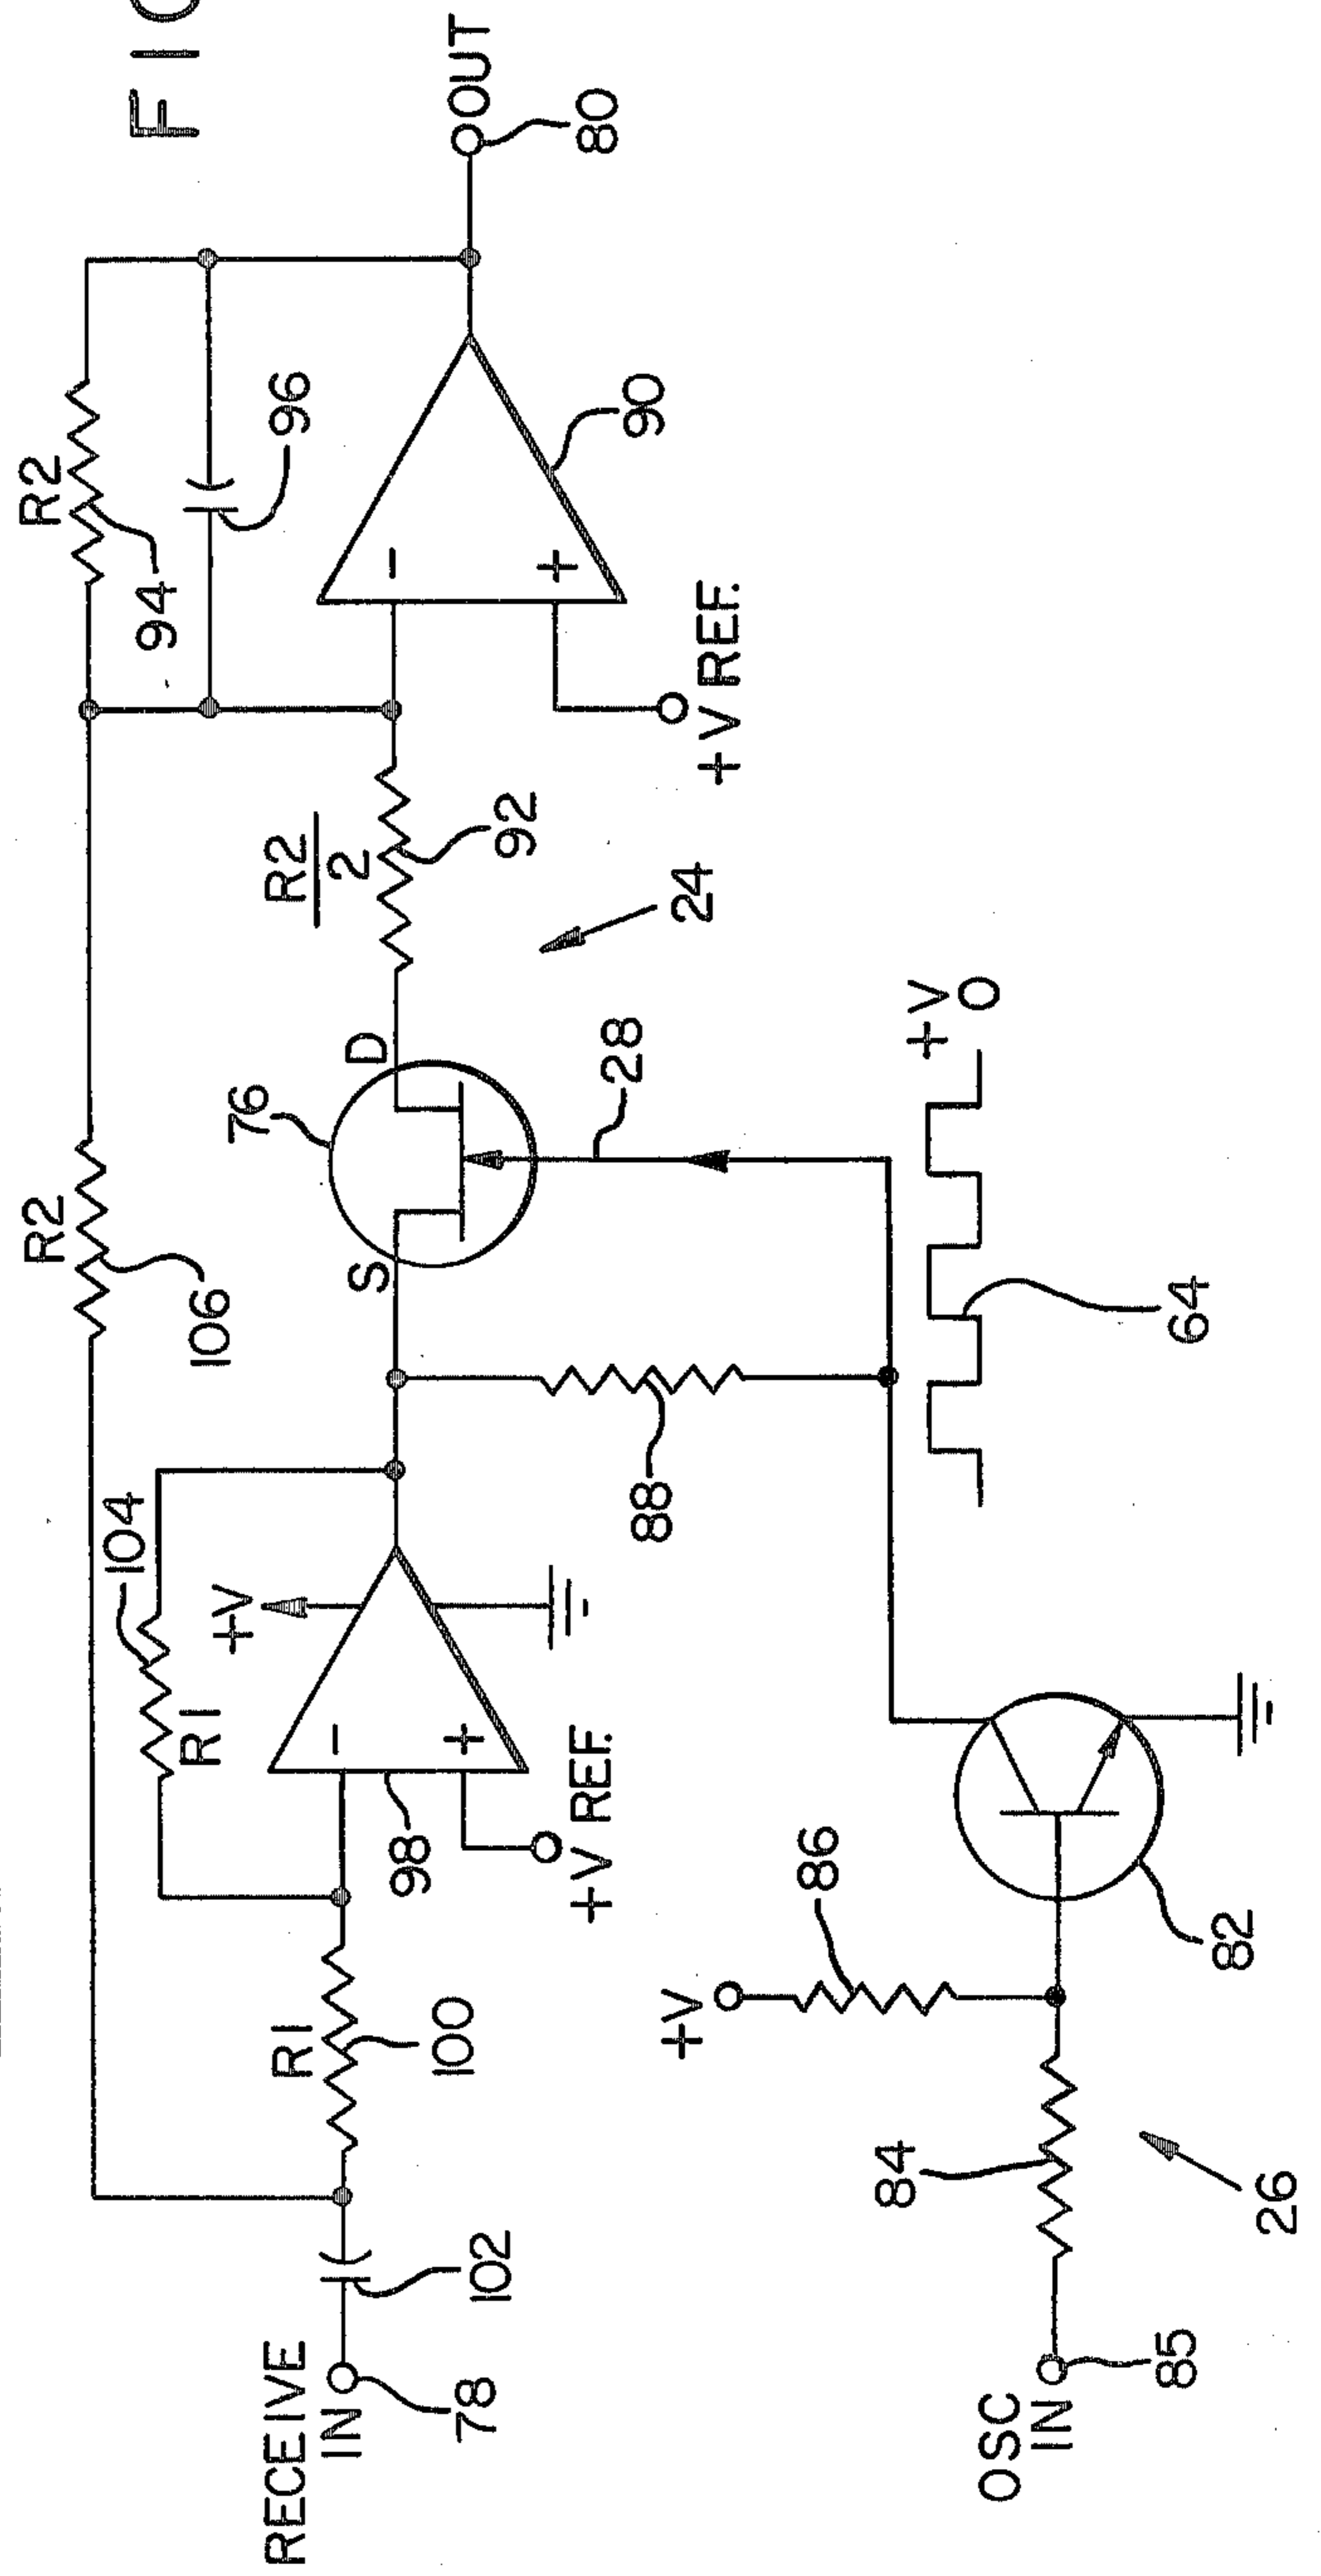 FIG
R2
94
96
OUT
80
90
-
+
+V REF.
R2
106
R2
2
92
24
76
S
D
28
+V
0
64
88
104
R1
+V
-
+
98
+V REF.
R1
100
102
RECEIVE
IN
78
+V
86
82
84
26
OSC
IN
85